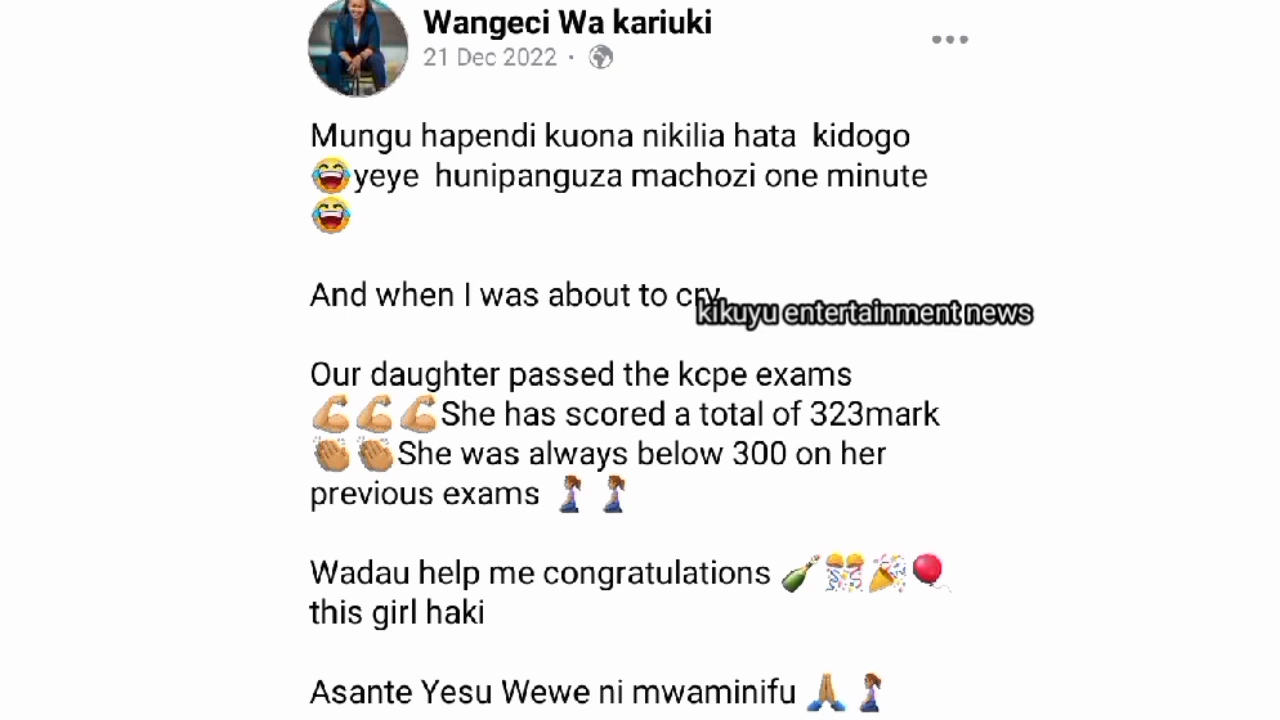 Wangeci Wa kariuki
21 Dec 2022 ·
Mungu hapendi kuona nikilia hata kidogo
😂yeye hunipanguza machozi one minute
😂
And when I was about to cry
kikuyu entertainment news
Our daughter passed the kcpe exams
💪💪💪She has scored a total of 323mark
👏👏She was always below 300 on her
previous exams 🧎‍♀️🧎‍♀️
Wadau help me congratulations 🍾🎊🎉🎈
this girl haki
Asante Yesu Wewe ni mwaminifu 🙏🧎‍♀️